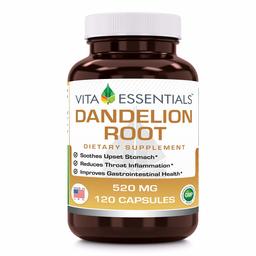 VITA ESSENTIALS®
DANDELION
ROOT
DIETARY SUPPLEMENT
✓Soothes Upset Stomach*
✓Reduces Throat Inflammation*
✓Improves Gastrointestinal Health*
520 MG
120 CAPSULES
GMP